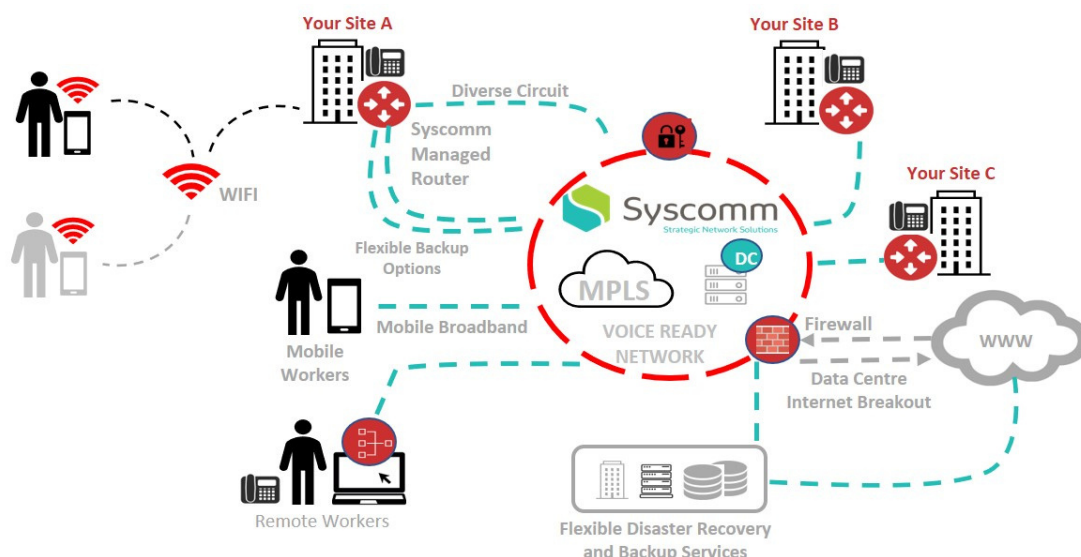 Your Site A
Your Site B
Diverse Circuit
Syscomm
Managed
Router
WIFI
Your Site C
Syscomm
Strategic Network Solutions
Flexible Backup
Options
DC
MPLS
Mobile Broadband
VOICE READY
NETWORK
Firewall
WWW
Mobile
Workers
Data Centre
Internet Breakout
Remote Workers
Flexible Disaster Recovery
and Backup Services